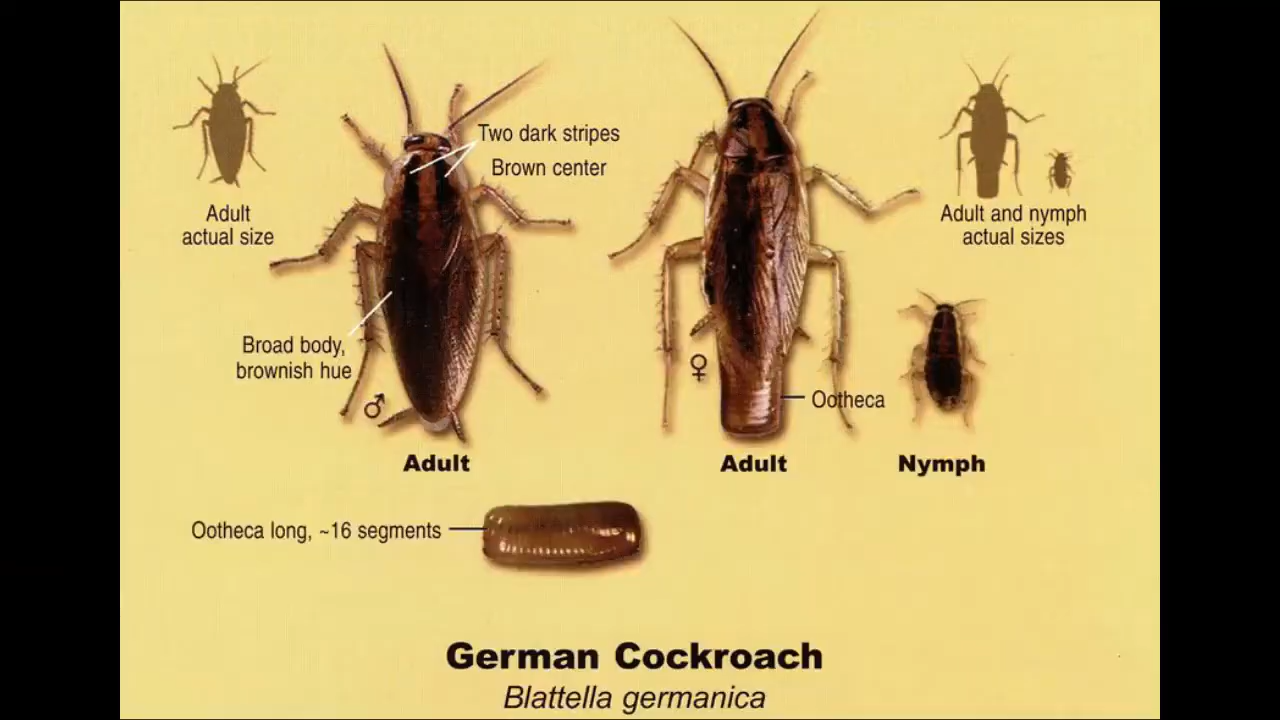 Two dark stripes
Brown center
Adult
actual size
Adult and nymph
actual sizes
Broad body,
brownish hue
♂
♀
Ootheca
Adult
Adult
Nymph
Ootheca long, ~16 segments
German Cockroach
Blattella germanica